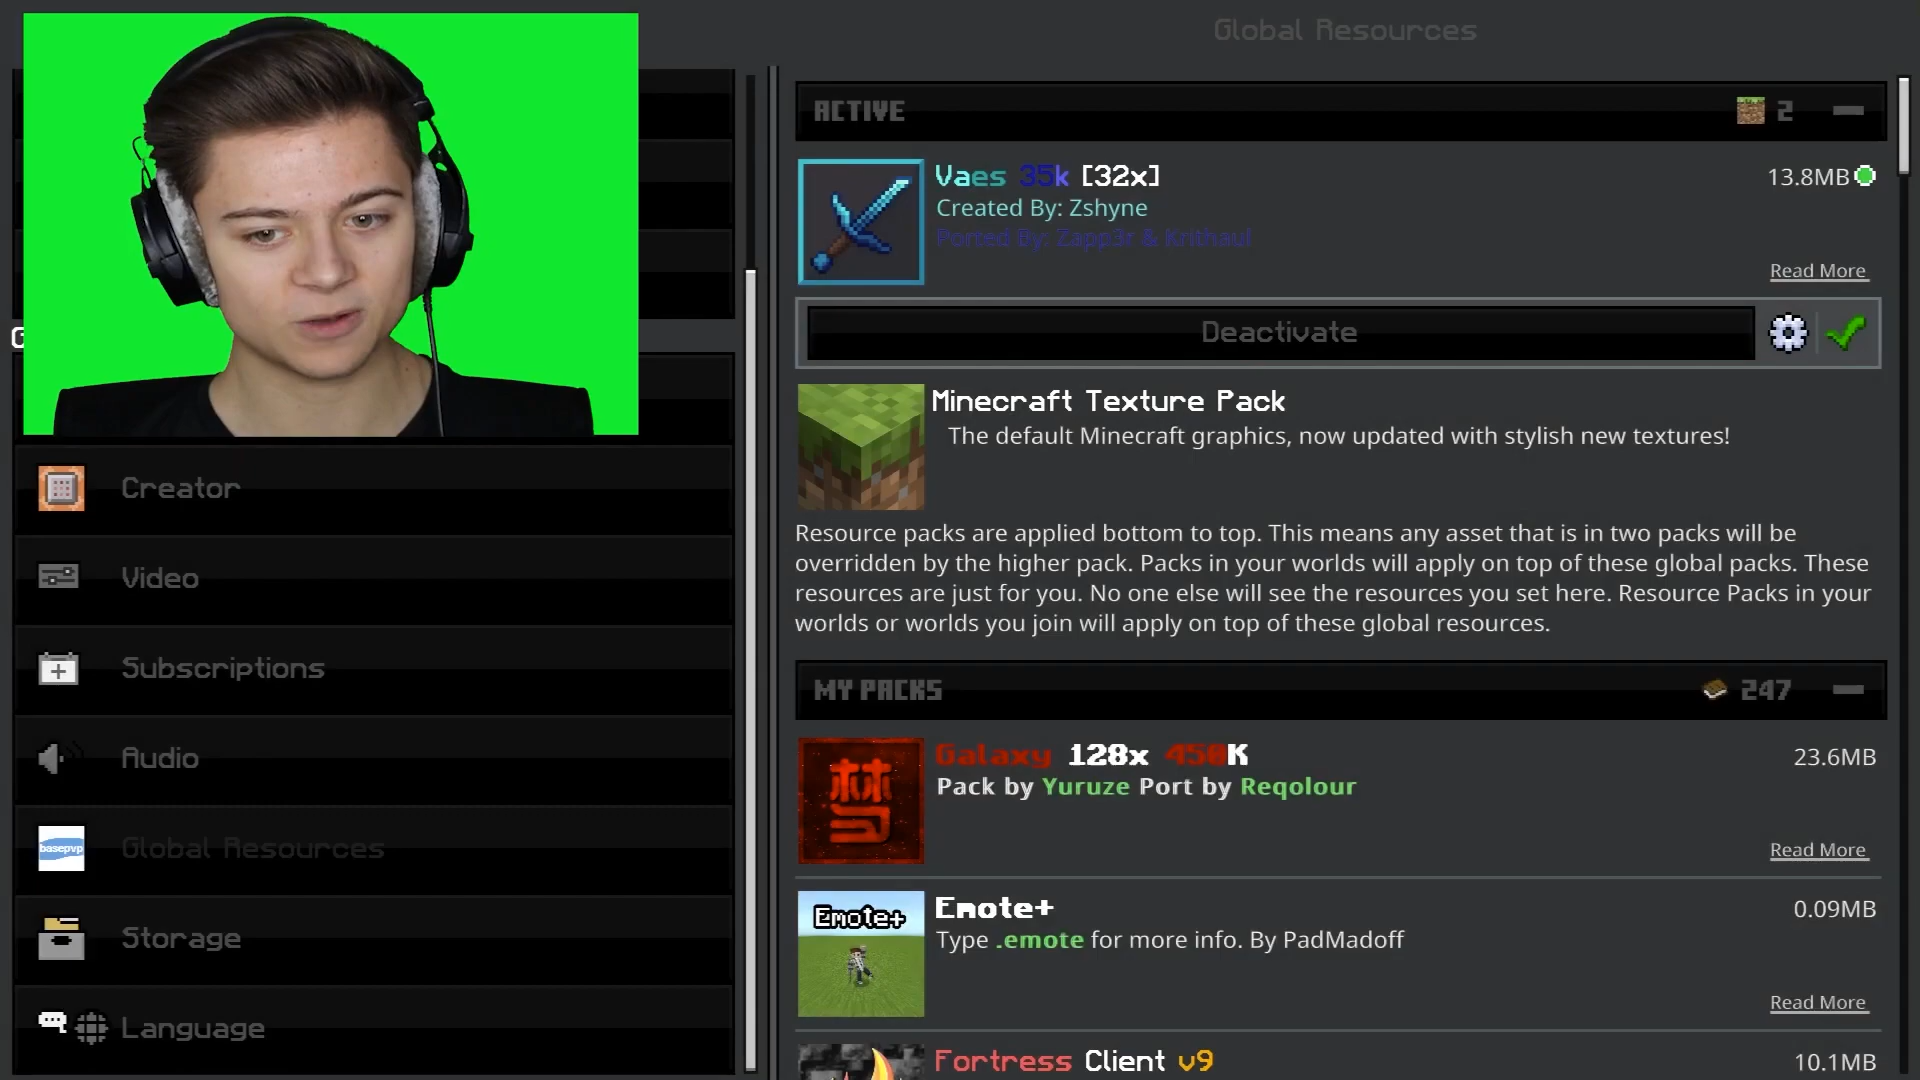 Global Resources
G
Creator
Video
Subscriptions
Audio
basepvp
Global Resources
Storage
Language
ACTIVE
2
Vaes 35k [32x]
13.8MB
Created By: Zshyne
Ported By: Zapp3r & Krithaul
Read More
Deactivate
Minecraft Texture Pack
The default Minecraft graphics, now updated with stylish new textures!
Resource packs are applied bottom to top. This means any asset that is in two packs will be
overridden by the higher pack. Packs in your worlds will apply on top of these global packs. These
resources are just for you. No one else will see the resources you set here. Resource Packs in your
worlds or worlds you join will apply on top of these global resources.
MY PACKS
247
梦
Galaxy 128x 450K
23.6MB
Pack by Yuruze Port by Reqolour
Read More
Emote+
Emote+
0.09MB
Type .emote for more info. By PadMadoff
Read More
Fortress Client v9
10.1MB